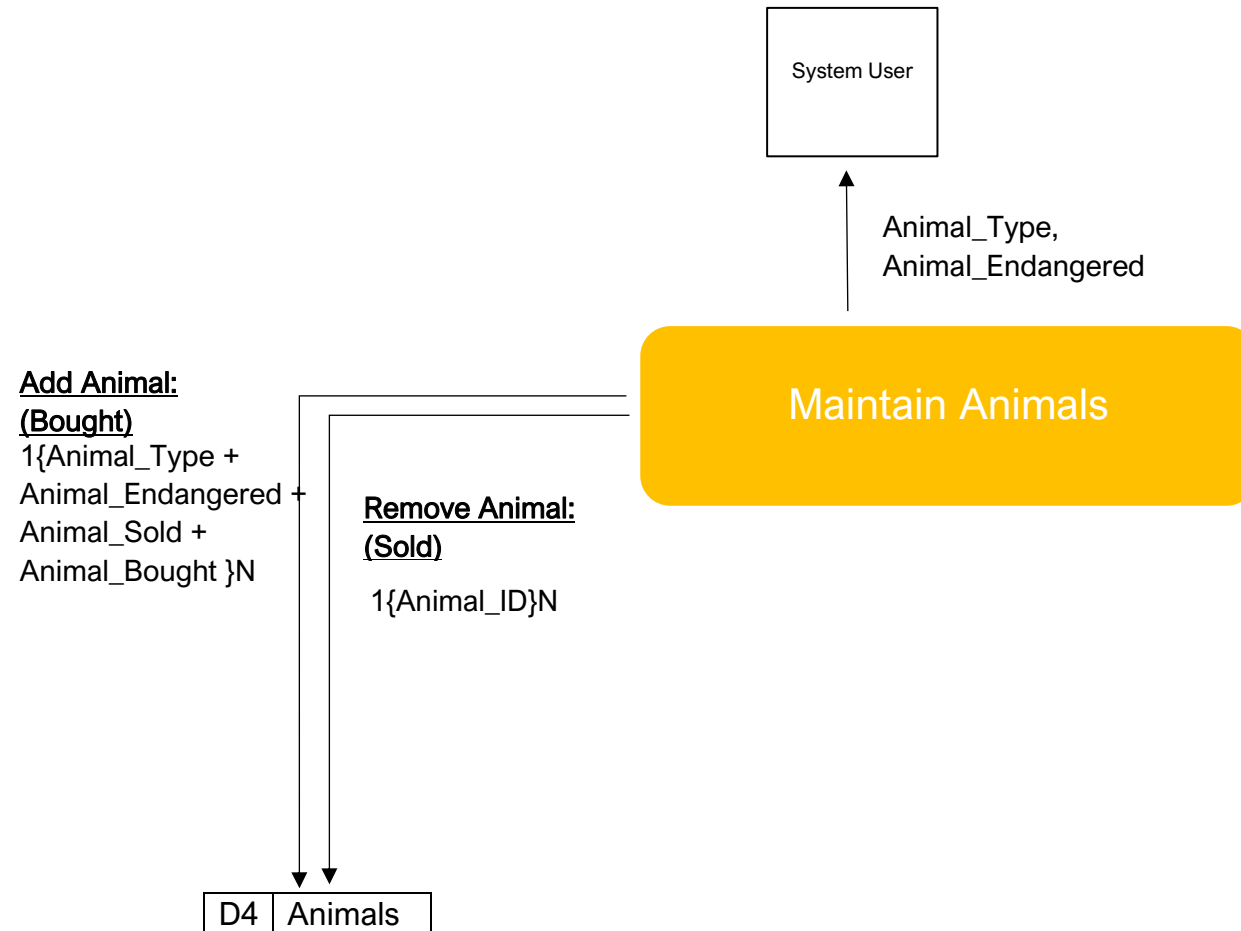 System User
Animal_Type,
Animal_Endangered
Maintain Animals
Add Animal:
(Bought)
1{Animal_Type +
Animal_Endangered +
Animal_Sold +
Animal_Bought }N
Remove Animal:
(Sold)
1{Animal_ID}N
D4 Animals